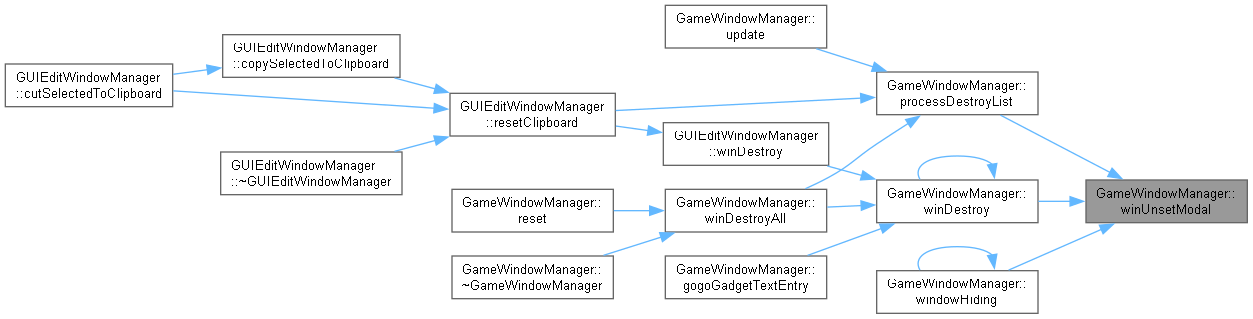 GameWindowManager::
update
GUIEditWindowManager
::copySelectedToClipboard
GUIEditWindowManager
::cutSelectedToClipboard
GameWindowManager::
processDestroyList
GUIEditWindowManager
::resetClipboard
GUIEditWindowManager
::winDestroy
GUIEditWindowManager
::~GUIEditWindowManager
GameWindowManager::
reset
GameWindowManager::
winDestroyAll
GameWindowManager::
winDestroy
GameWindowManager::
winUnsetModal
GameWindowManager::
~GameWindowManager
GameWindowManager::
gogoGadgetTextEntry
GameWindowManager::
windowHiding